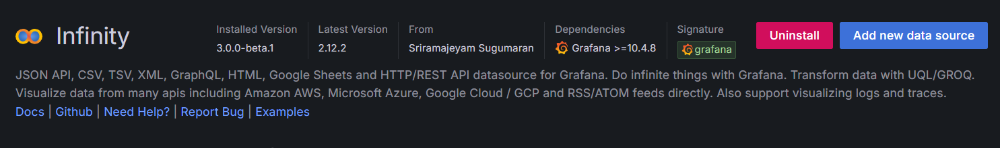 Infinity
Installed Version
3.0.0-beta.1
Latest Version
2.12.2
From
Sriramajeyam Sugumaran
Dependencies
Grafana >=10.4.8
Signature
grafana
Uninstall
Add new data source
JSON API, CSV, TSV, XML, GraphQL, HTML, Google Sheets and HTTP/REST API datasource for Grafana. Do infinite things with Grafana. Transform data with UQL/GROQ.
Visualize data from many apis including Amazon AWS, Microsoft Azure, Google Cloud / GCP and RSS/ATOM feeds directly. Also support visualizing logs and traces.
Docs | Github | Need Help? | Report Bug | Examples